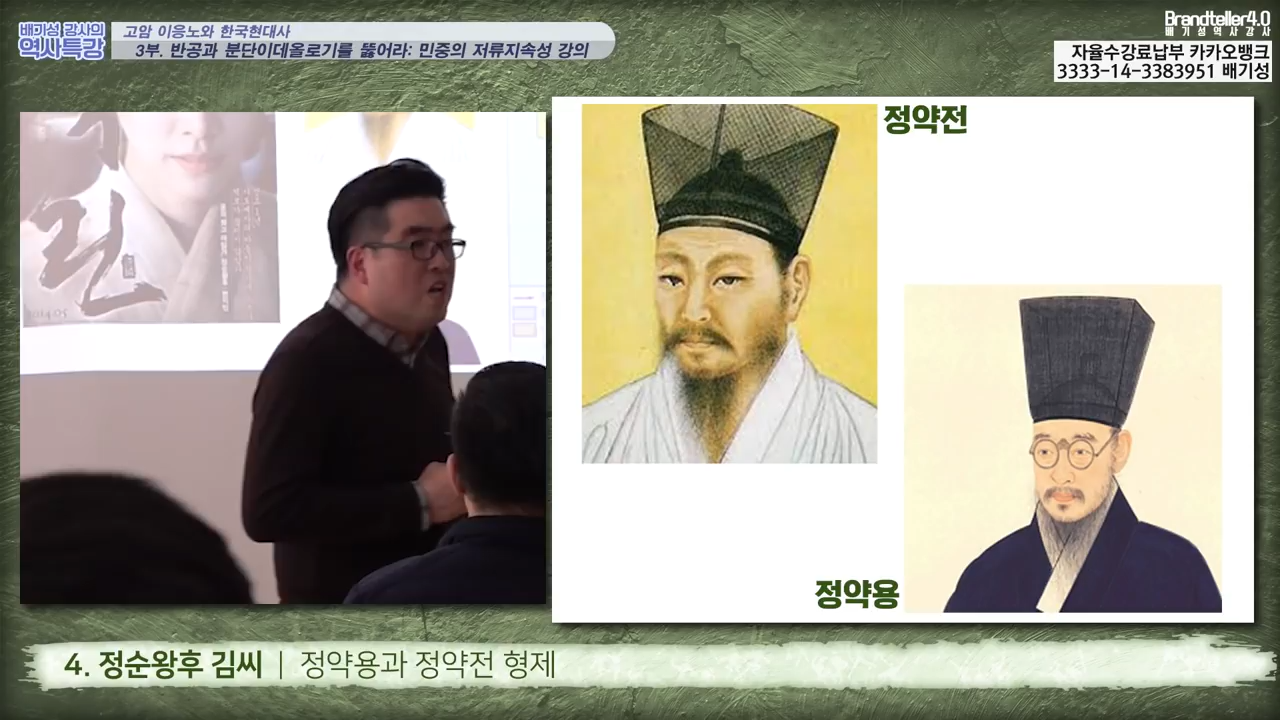 배기성 강사의
역사특강
고암 이응노와 한국현대사
3부. 반공과 분단이데올로기를 뚫어라: 민중의 저류지속성 강의
Brandteller4.0
배기성역사강사
자율수강료납부 카카오뱅크
3333-14-3383951 배기성
정약전
정약용
린
2014.05
4. 정순왕후 김씨 | 정약용과 정약전 형제